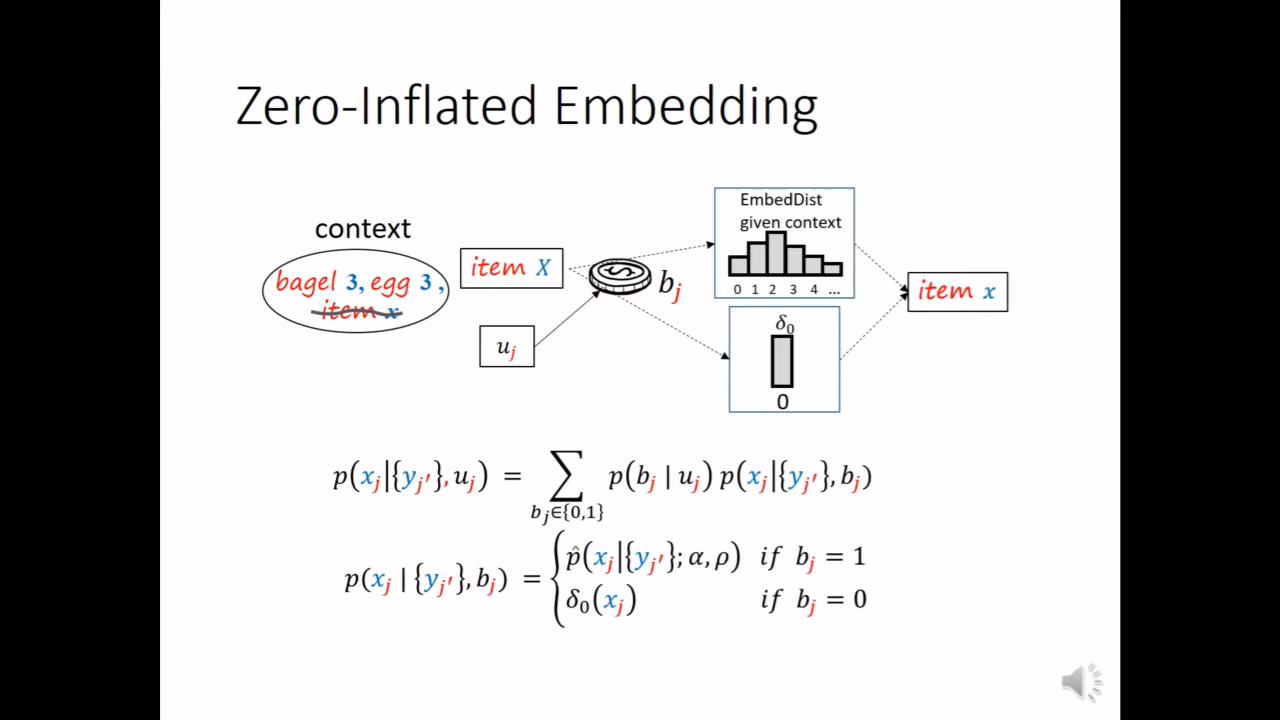 Zero-Inflated Embedding
context
bagel 3, egg 3 ,
item x
item X
u_j
b_j
EmbedDist
given context
0 1 2 3 4 ...
δ_0
0
item x
p(x_j|{y_j′}, u_j) = ∑_{b_j∈{0,1}} p(b_j | u_j) p(x_j|{y_j′}, b_j)
p(x_j | {y_j′}, b_j) = { p̂(x_j|{y_j′}; α, ρ) if b_j = 1
δ_0(x_j) if b_j = 0